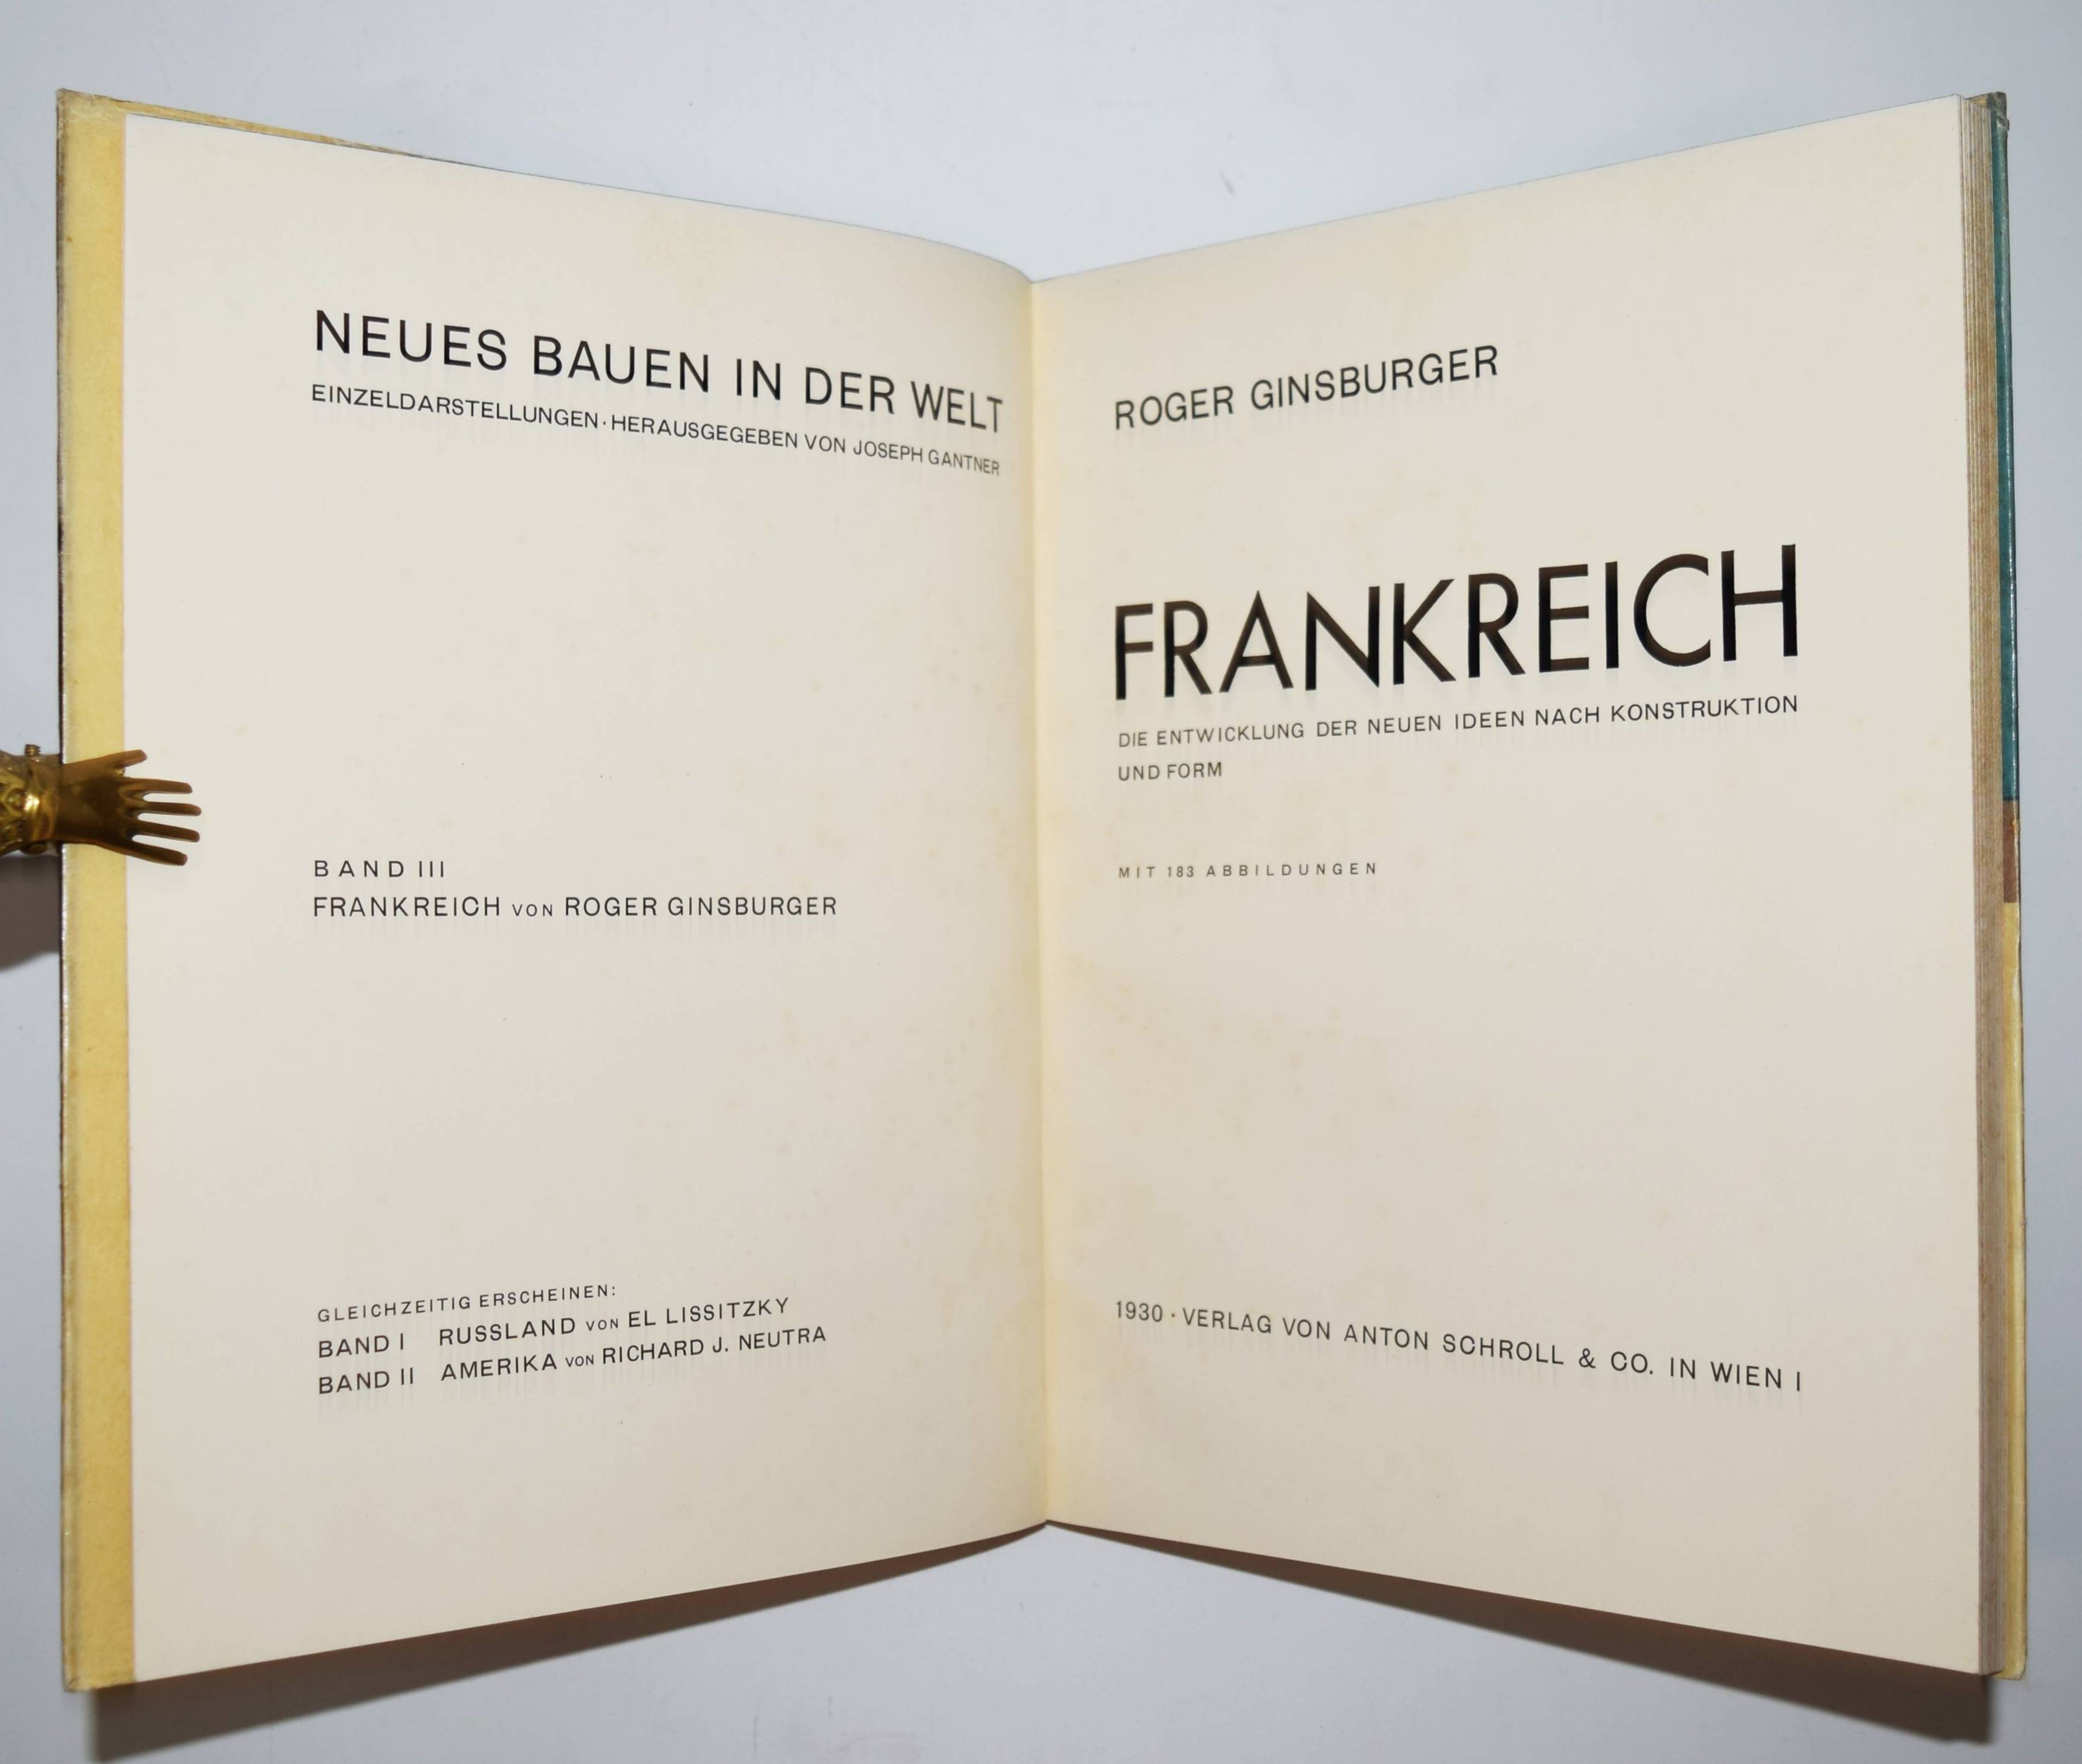 NEUES BAUEN IN DER WELT
EINZELDARSTELLUNGEN · HERAUSGEGEBEN VON JOSEPH GANTNER
BAND III
FRANKREICH VON ROGER GINSBURGER
GLEICHZEITIG ERSCHEINEN:
BAND I RUSSLAND VON EL LISSITZKY
BAND II AMERIKA VON RICHARD J. NEUTRA
ROGER GINSBURGER
FRANKREICH
DIE ENTWICKLUNG DER NEUEN IDEEN NACH KONSTRUKTION
UND FORM
MIT 183 ABBILDUNGEN
1930 · VERLAG VON ANTON SCHROLL & CO. IN WIEN I